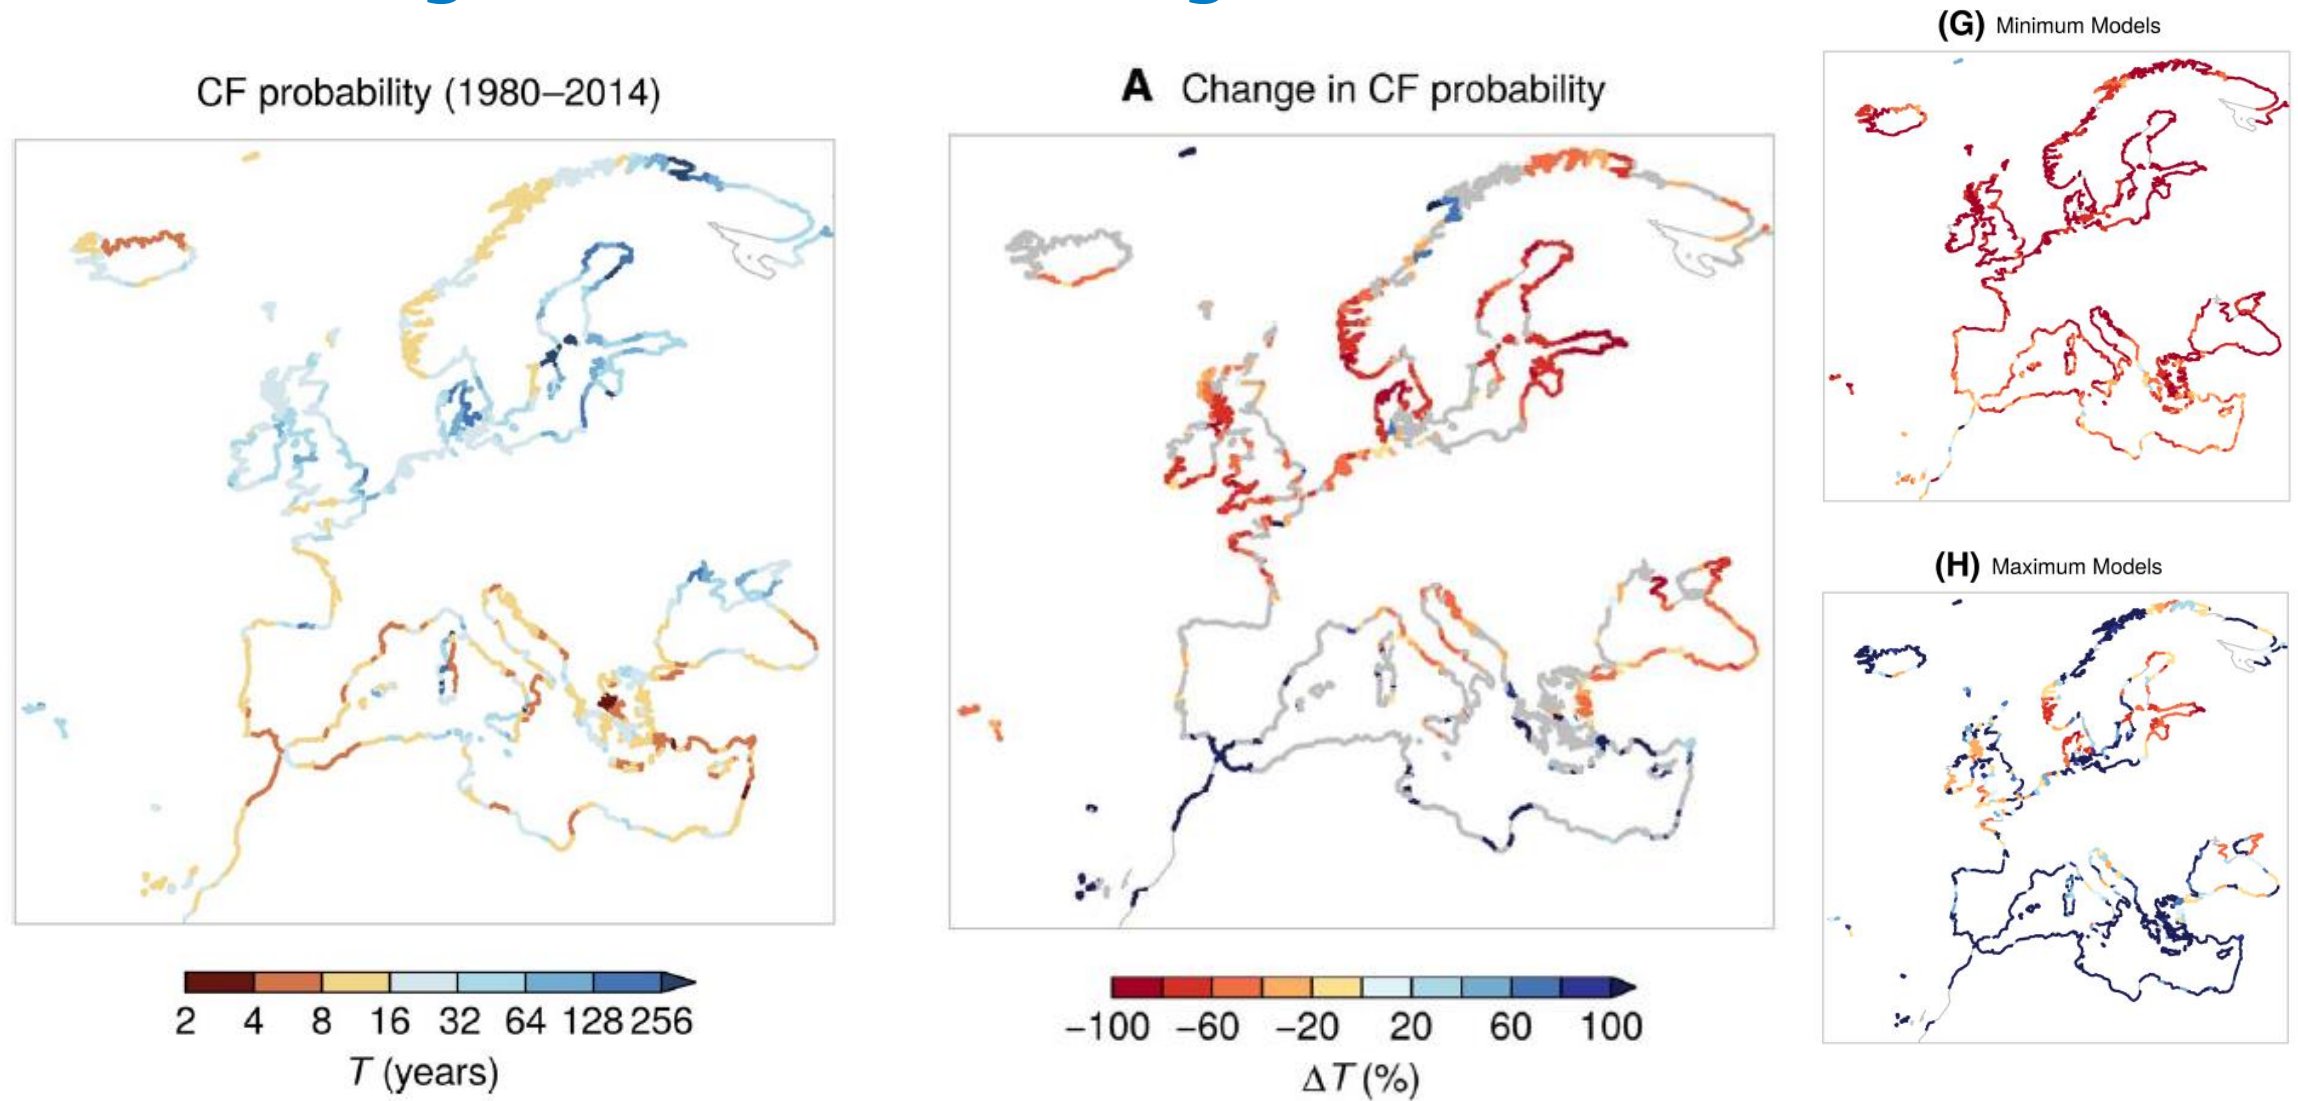 CF probability (1980–2014)
2 4 8 16 32 64 128 256
T (years)
A Change in CF probability
−100 −60 −20 20 60 100
ΔT (%)
(G) Minimum Models
(H) Maximum Models